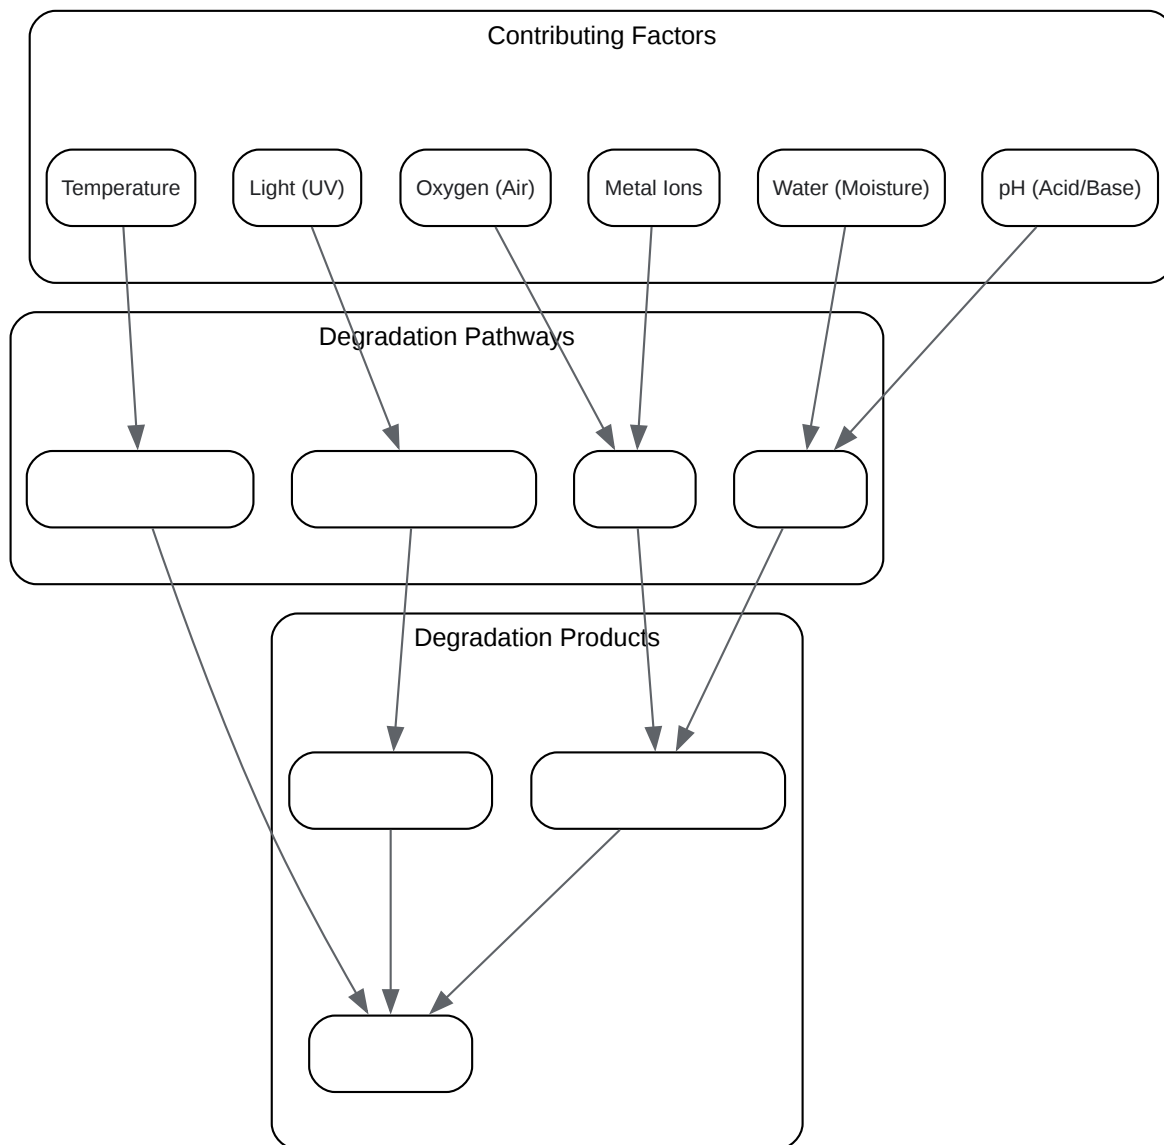 Contributing Factors
Temperature
Light (UV)
Oxygen (Air)
Metal Ions
Water (Moisture)
pH (Acid/Base)
Degradation Pathways
Degradation Products